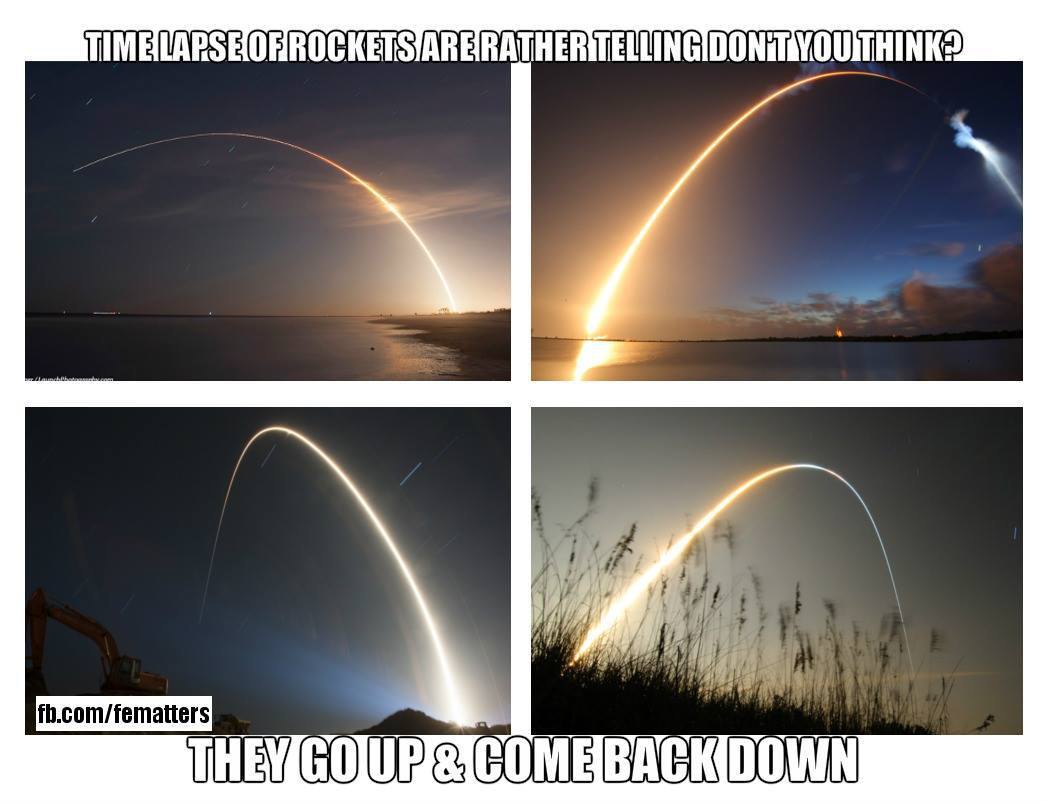 TIME LAPSE OF ROCKETS ARE RATHER TELLING DON'T YOU THINK?
fb.com/fematters
THEY GO UP & COME BACK DOWN